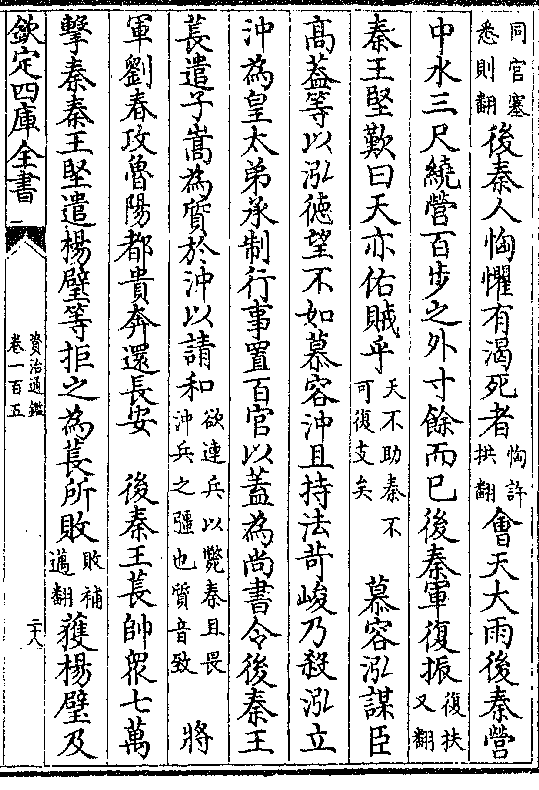 同官塞悉則翻後秦人恟懼有渴死者恟許拱翻會天大雨後秦營
中水三尺繞營百步之外寸餘而已後秦軍復振復扶又翻
秦王堅歎曰天亦佑賊乎天不助秦不可復支矣 慕容泓謀臣
高葢等以泓德望不如慕容沖且持法苛峻乃殺泓立
沖為皇太弟承制行事置百官以葢為尚書令後秦王
萇遣子嵩為質於沖以請和欲連兵以斃秦且畏沖兵之彊也質音致 將
軍劉春攻魯陽都貴奔還長安 後秦王萇帥衆七萬
擊秦秦王堅遣楊壁等拒之為萇所敗敗補邁翻獲楊壁及
欽定四庫全書
資治通鑑
卷一百五
二十八